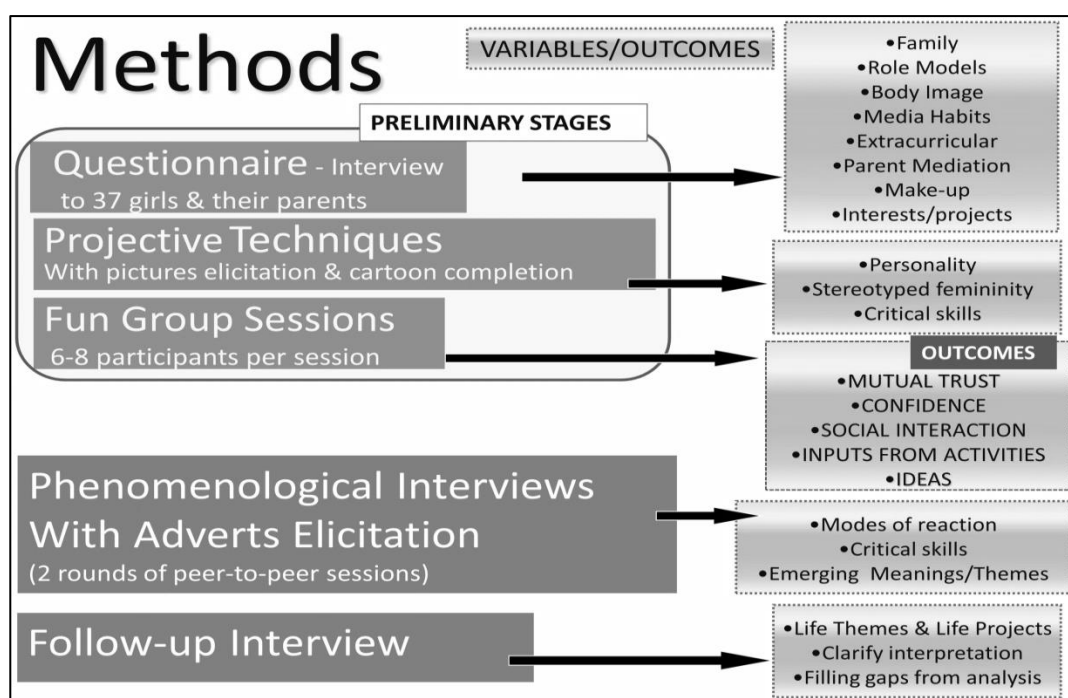 Methods
VARIABLES/OUTCOMES
PRELIMINARY STAGES
Questionnaire - Interview
to 37 girls & their parents
•Family
•Role Models
•Body Image
•Media Habits
•Extracurricular
•Parent Mediation
•Make-up
•Interests/projects
Projective Techniques
With pictures elicitation & cartoon completion
•Personality
•Stereotyped femininity
•Critical skills
Fun Group Sessions
6-8 participants per session
OUTCOMES
•MUTUAL TRUST
•CONFIDENCE
•SOCIAL INTERACTION
•INPUTS FROM ACTIVITIES
•IDEAS
Phenomenological Interviews
With Adverts Elicitation
(2 rounds of peer-to-peer sessions)
•Modes of reaction
•Critical skills
•Emerging Meanings/Themes
Follow-up Interview
•Life Themes & Life Projects
•Clarify interpretation
•Filling gaps from analysis